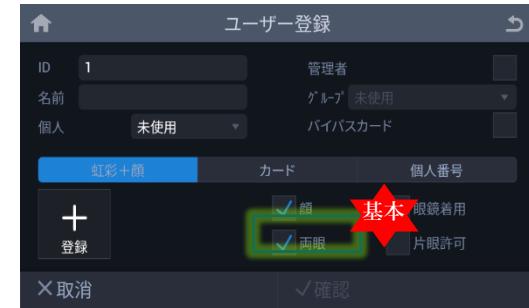 ユーザー登録
ID 1 管理者
名前 グループ 未使用
個人 未使用 バイパスカード
虹彩+顔 カード 個人番号
登録 顔 基本 眼鏡着用
両眼 片眼許可
×取消 ✓確認